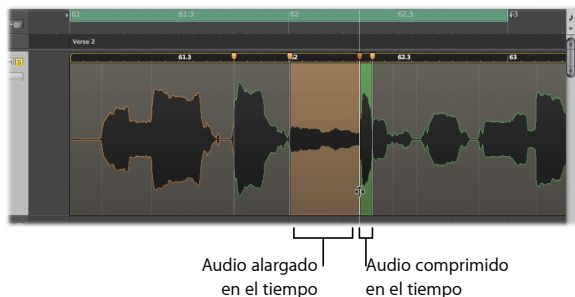 61 61.3 62 62.3 63
Verse 2
61.3 62 62.3 63
Audio alargado
en el tiempo
Audio comprimido
en el tiempo